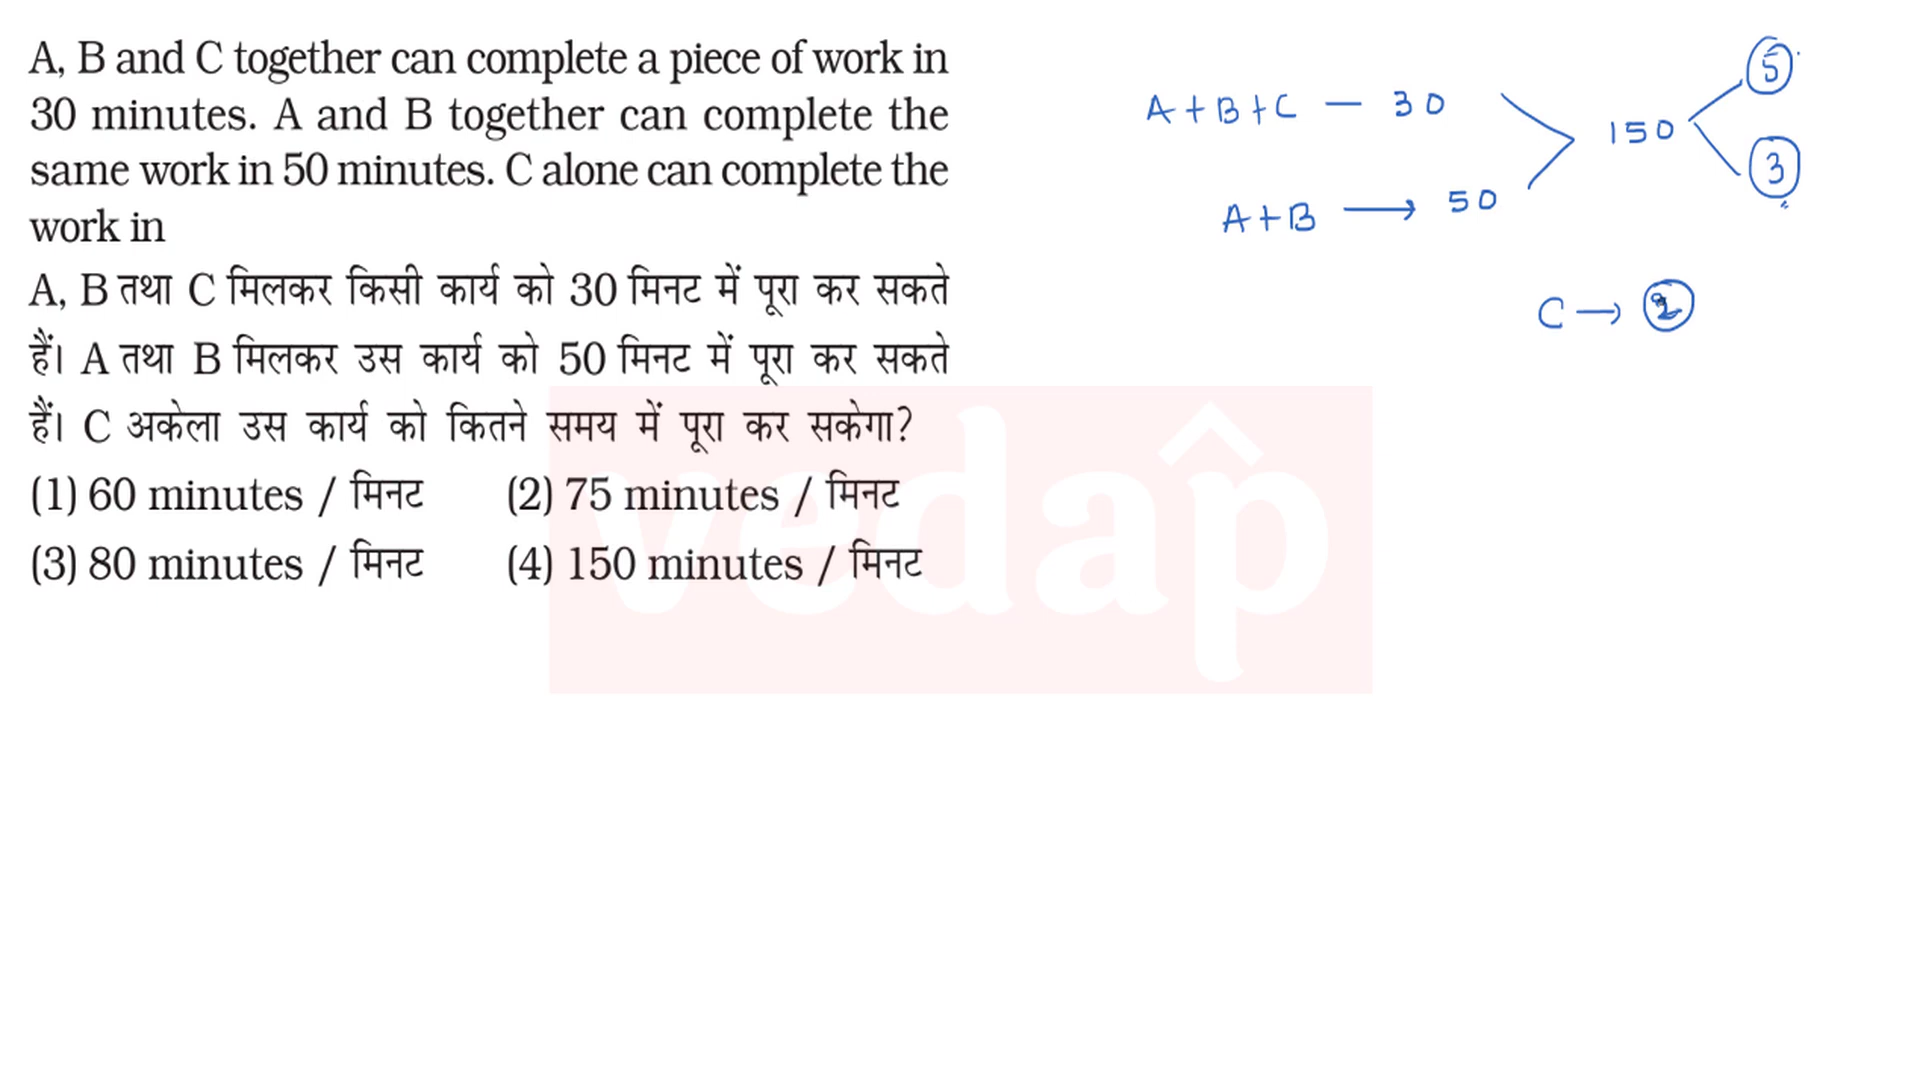 A, B and C together can complete a piece of work in
30 minutes. A and B together can complete the
same work in 50 minutes. C alone can complete the
work in
A, B तथा C मिलकर किसी कार्य को 30 मिनट में पूरा कर सकते
हैं। A तथा B मिलकर उस कार्य को 50 मिनट में पूरा कर सकते
हैं। C अकेला उस कार्य को कितने समय में पूरा कर सकेगा?
(1) 60 minutes / मिनट (2) 75 minutes / मिनट
(3) 80 minutes / मिनट (4) 150 minutes / मिनट
A+B+C — 30
A+B → 50
150
5
3
C → 2
vedap